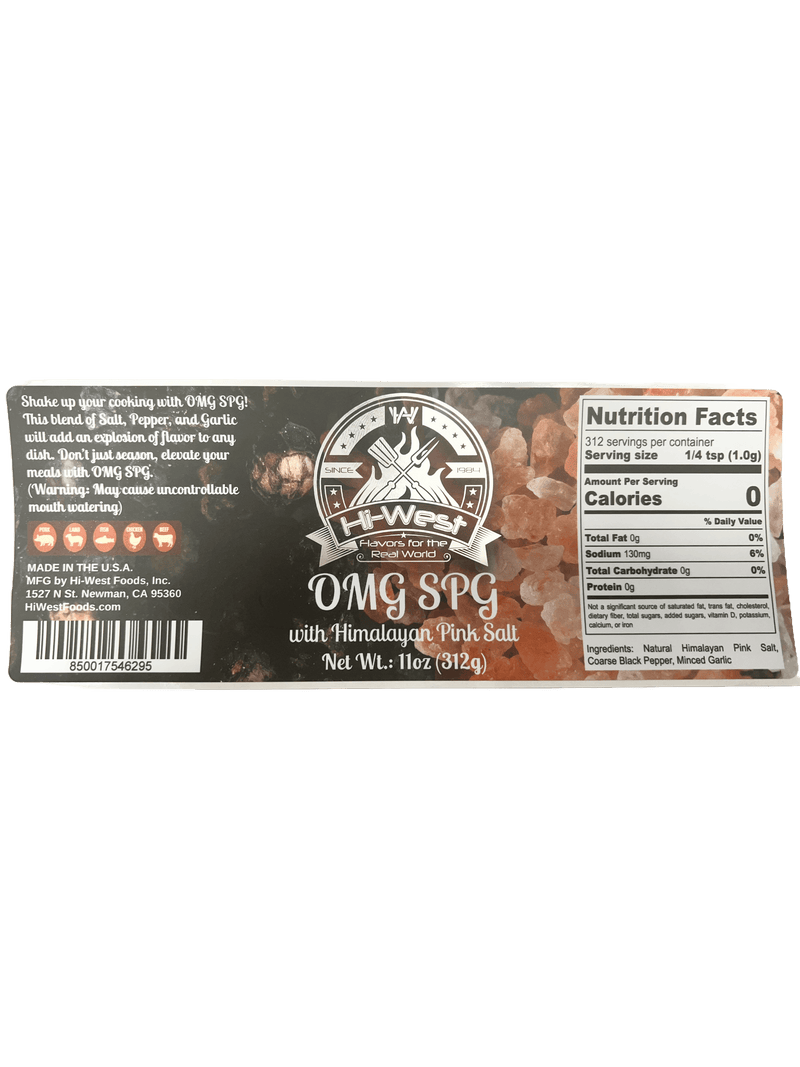 Shake up your cooking with OMG SPG!
This blend of Salt, Pepper, and Garlic
will add an explosion of flavor to any
dish. Don't just season, elevate your
meals with OMG SPG.
(Warning: May cause uncontrollable
mouth watering)
PORK LAMB FISH CHICKEN BEEF
MADE IN THE U.S.A.
MFG by Hi-West Foods, Inc.
1527 N St. Newman, CA 95360
HiWestFoods.com
850017546295
SINCE 1984
Hi-West
Flavors for the
Real World
OMG SPG
with Himalayan Pink Salt
Net Wt.: 11oz (312g)
Nutrition Facts
312 servings per container
Serving size 1/4 tsp (1.0g)
Amount Per Serving
Calories 0
% Daily Value
Total Fat 0g 0%
Sodium 130mg 6%
Total Carbohydrate 0g 0%
Protein 0g
Not a significant source of saturated fat, trans fat, cholesterol,
dietary fiber, total sugars, added sugars, vitamin D, potassium,
calcium, or iron
Ingredients: Natural Himalayan Pink Salt,
Coarse Black Pepper, Minced Garlic